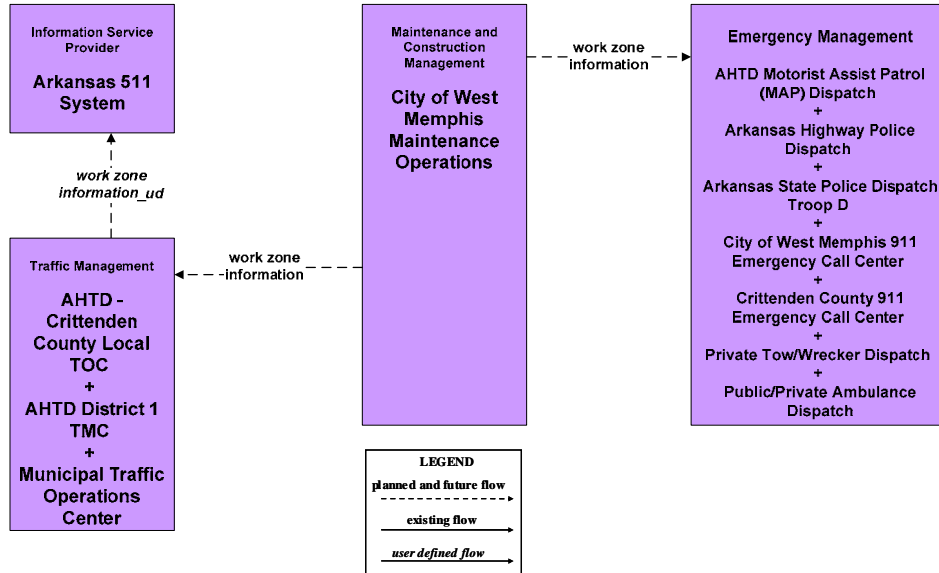 Information Service
Provider
Arkansas 511
System
work zone
information_ud
Traffic Management
AHTD -
Crittenden
County Local
TOC
+
AHTD District 1
TMC
+
Municipal Traffic
Operations
Center
work zone
information
Maintenance and
Construction
Management
City of West
Memphis
Maintenance
Operations
work zone
information
Emergency Management
AHTD Motorist Assist Patrol
(MAP) Dispatch
+
Arkansas Highway Police
Dispatch
+
Arkansas State Police Dispatch
Troop D
+
City of West Memphis 911
Emergency Call Center
+
Crittenden County 911
Emergency Call Center
+
Private Tow/Wrecker Dispatch
+
Public/Private Ambulance
Dispatch
LEGEND
planned and future flow
existing flow
user defined flow